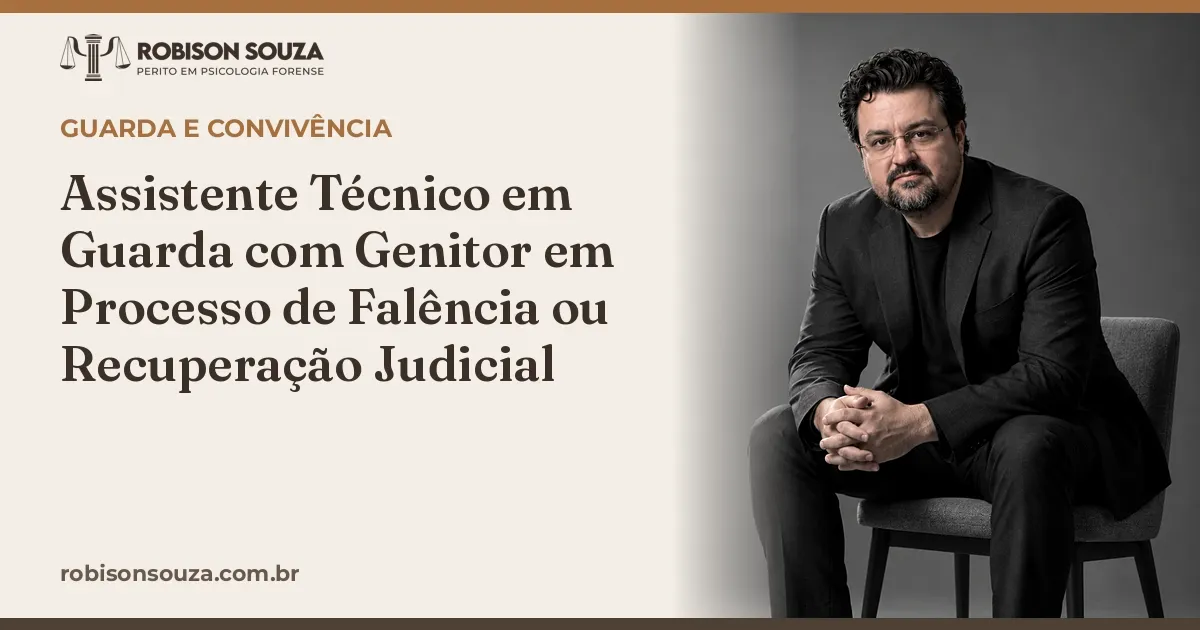 ROBISON SOUZA
PERITO EM PSICOLOGIA FORENSE
GUARDA E CONVIVÊNCIA
Assistente Técnico em
Guarda com Genitor em
Processo de Falência ou
Recuperação Judicial
robisonsouza.com.br